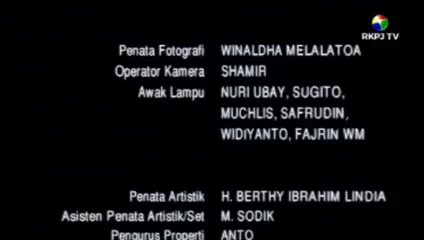 RKPJ TV
Penata Fotografi WINALDHA MELALATOA
Operator Kamera SHAMIR
Awak Lampu NURI UBAY, SUGITO,
MUCHLIS, SAFRUDIN,
WIDIYANTO, FAJRIN WM
Penata Artistik H. BERTHY IBRAHIM LINDIA
Asisten Penata Artistik/Set M. SODIK
Pengurus Properti ANTO